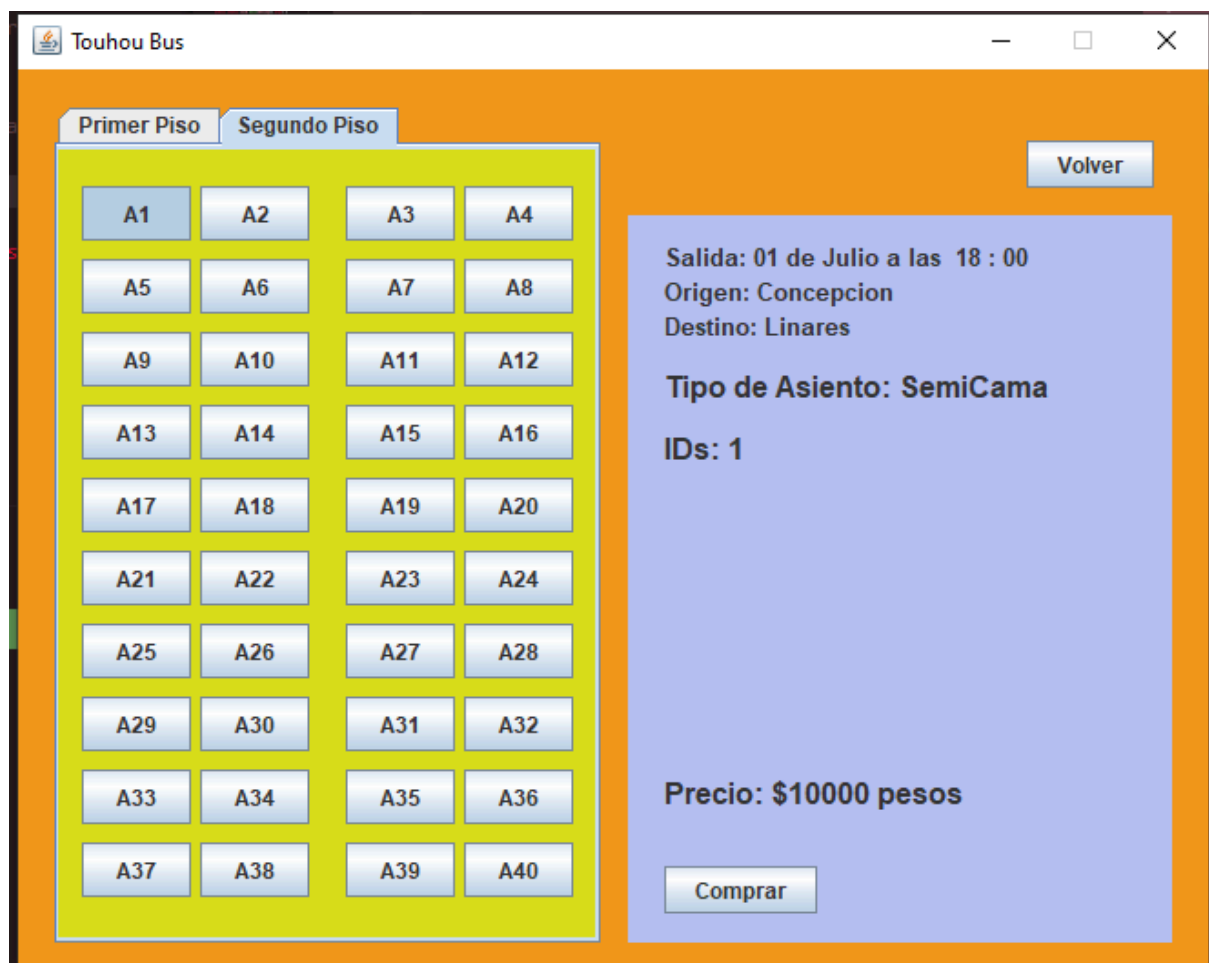 Touhou Bus
Primer Piso Segundo Piso
Volver
A1 A2 A3 A4
A5 A6 A7 A8
A9 A10 A11 A12
A13 A14 A15 A16
A17 A18 A19 A20
A21 A22 A23 A24
A25 A26 A27 A28
A29 A30 A31 A32
A33 A34 A35 A36
A37 A38 A39 A40
Salida: 01 de Julio a las 18 : 00
Origen: Concepcion
Destino: Linares
Tipo de Asiento: SemiCama
IDs: 1
Precio: $10000 pesos
Comprar